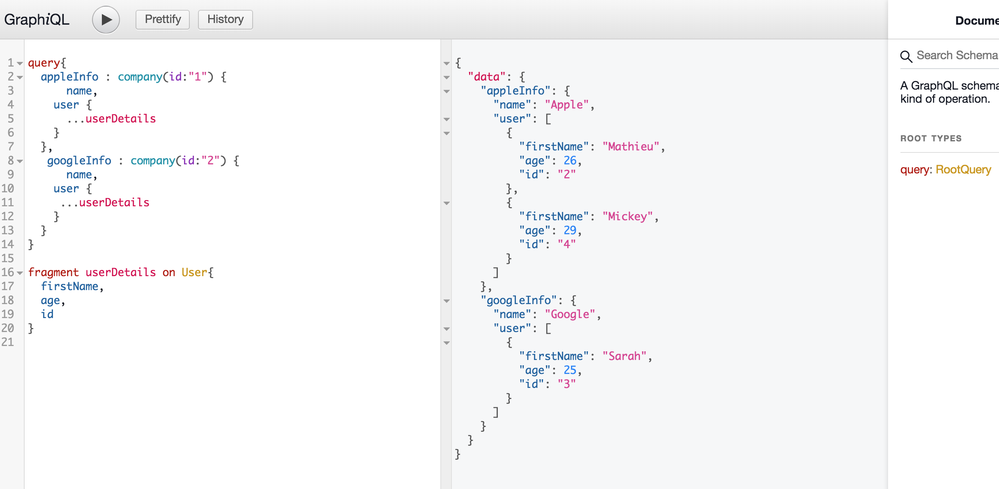 GraphiQL Prettify History
1 query{
2   appleInfo : company(id:"1") {
3       name,
4     user {
5       ...userDetails
6     }
7   },
8    googleInfo : company(id:"2") {
9       name,
10     user {
11      ...userDetails
12     }
13   }
14 }
15
16 fragment userDetails on User{
17   firstName,
18   age,
19   id
20 }
21
{
  "data": {
    "appleInfo": {
      "name": "Apple",
      "user": [
        {
          "firstName": "Mathieu",
          "age": 26,
          "id": "2"
        },
        {
          "firstName": "Mickey",
          "age": 29,
          "id": "4"
        }
      ]
    },
    "googleInfo": {
      "name": "Google",
      "user": [
        {
          "firstName": "Sarah",
          "age": 25,
          "id": "3"
        }
      ]
    }
  }
}
Docume
Search Schema
A GraphQL schema
kind of operation.
ROOT TYPES
query: RootQuery